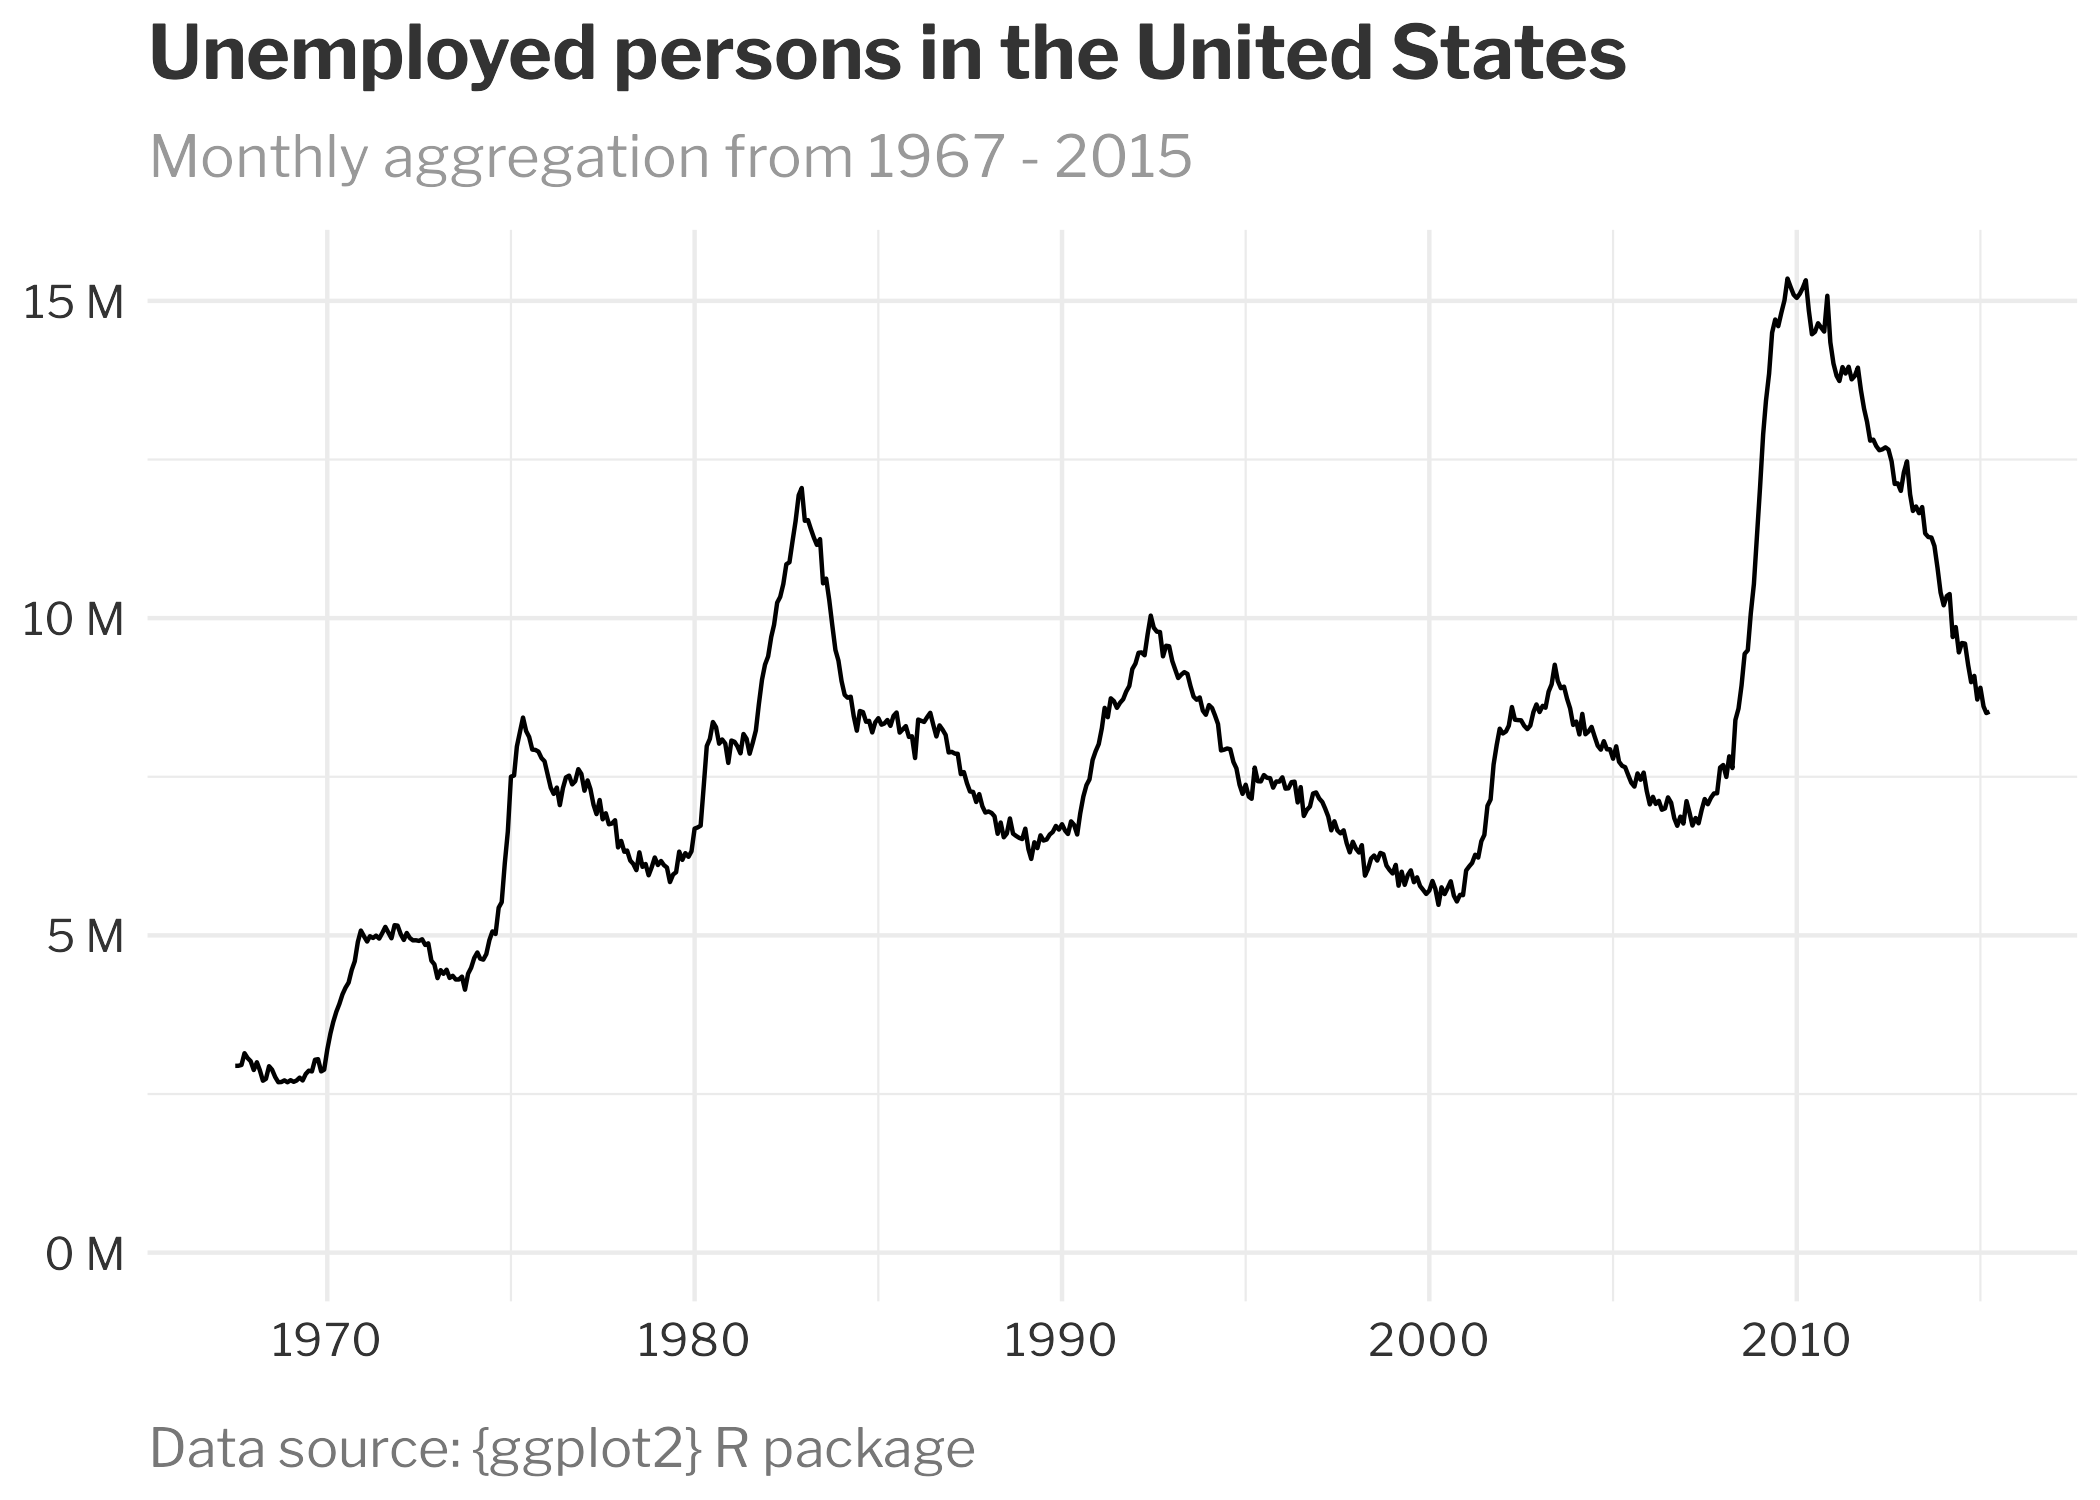 Unemployed persons in the United States
Monthly aggregation from 1967 - 2015
15 M
10 M
5 M
0 M
1970 1980 1990 2000 2010
Data source: {ggplot2} R package